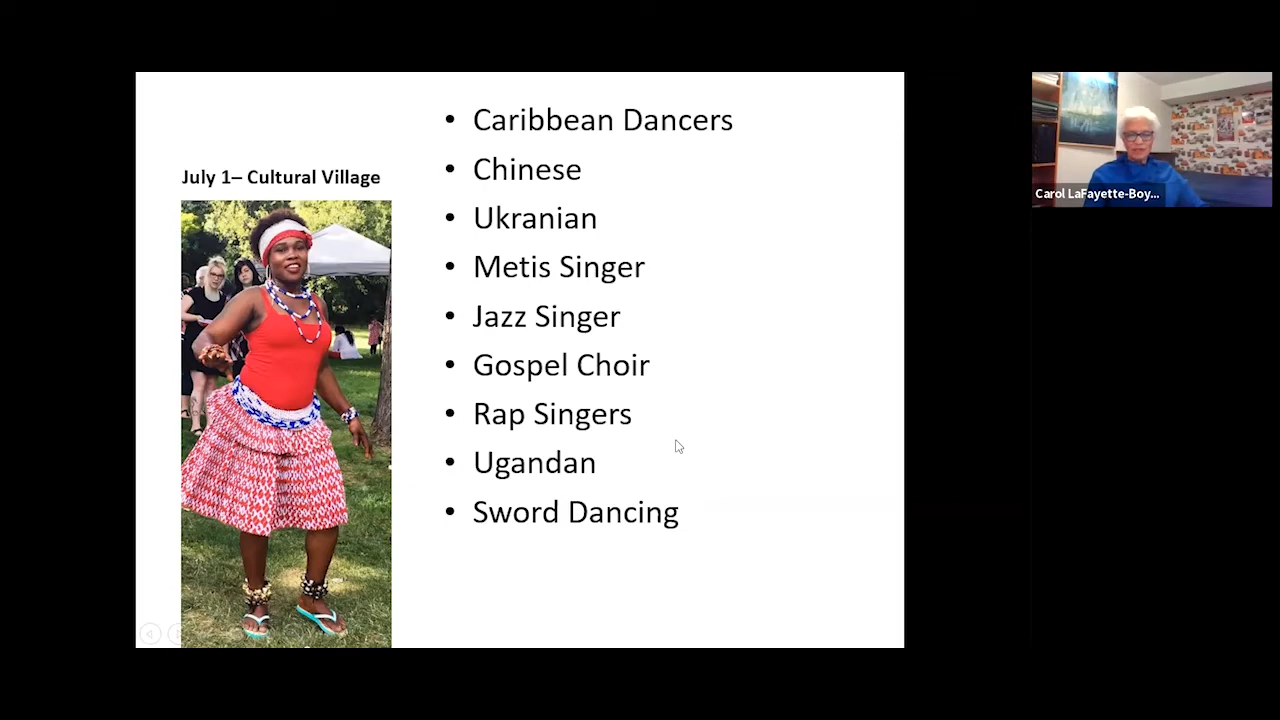 July 1– Cultural Village
• Caribbean Dancers
• Chinese
• Ukranian
• Metis Singer
• Jazz Singer
• Gospel Choir
• Rap Singers
• Ugandan
• Sword Dancing
Carol LaFayette-Boy...